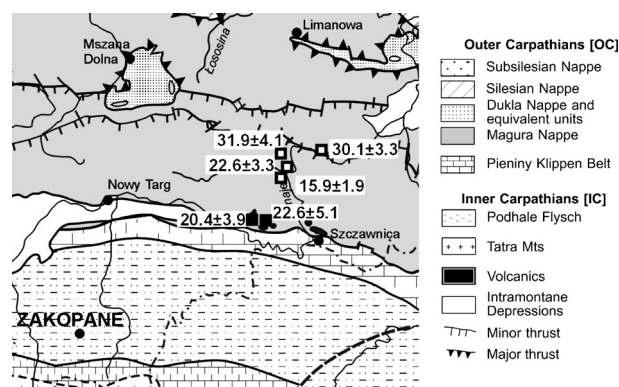 Limanowa
Mszana
Dolna
Łososina
31.9±4.1
30.1±3.3
22.6±3.3
15.9±1.9
Nowy Targ
20.4±3.9
22.6±5.1
Szczawnica
ZAKOPANE
Outer Carpathians [OC]
Subsilesian Nappe
Silesian Nappe
Dukla Nappe and
equivalent units
Magura Nappe
Pieniny Klippen Belt
Inner Carpathians [IC]
Podhale Flysch
Tatra Mts
Volcanics
Intramontane
Depressions
Minor thrust
Major thrust